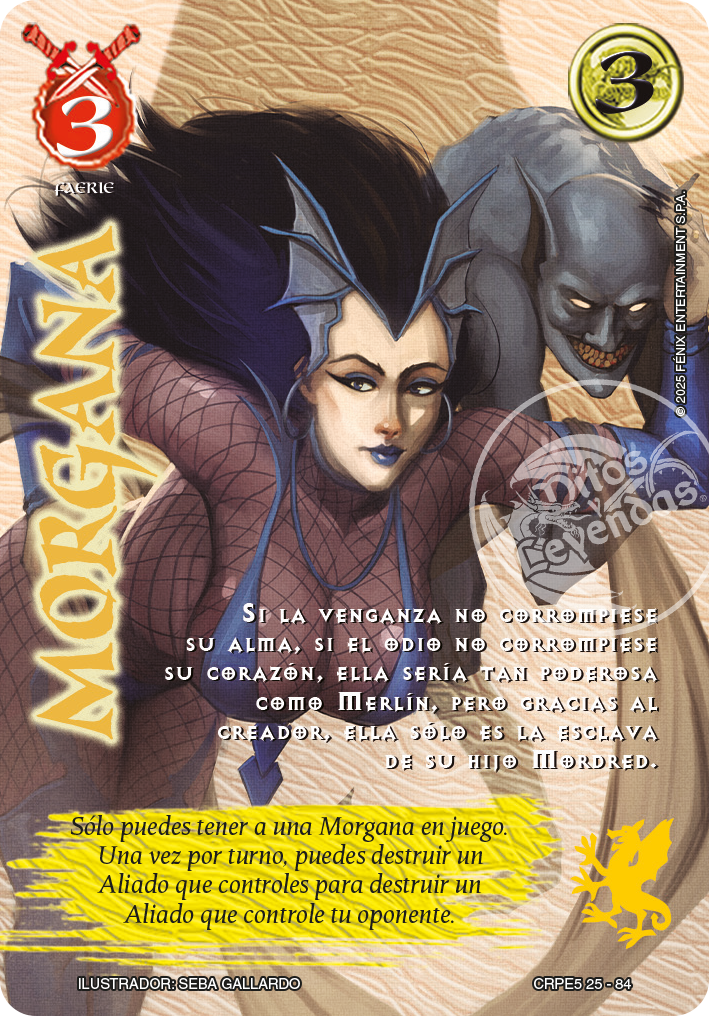 3
3
FAERIE
MORGANA
© 2025 FÉNIX ENTERTAINMENT S.P.A.
Mitos
y
Leyendas®
Si la venganza no corrompiese
su alma, si el odio no corrompiese
su corazón, ella sería tan poderosa
como Merlín, pero gracias al
creador, ella sólo es la esclava
de su hijo Mordred.
Sólo puedes tener a una Morgana en juego.
Una vez por turno, puedes destruir un
Aliado que controles para destruir un
Aliado que controle tu oponente.
ILUSTRADOR: SEBA GALLARDO
CRPE5 25 - 84